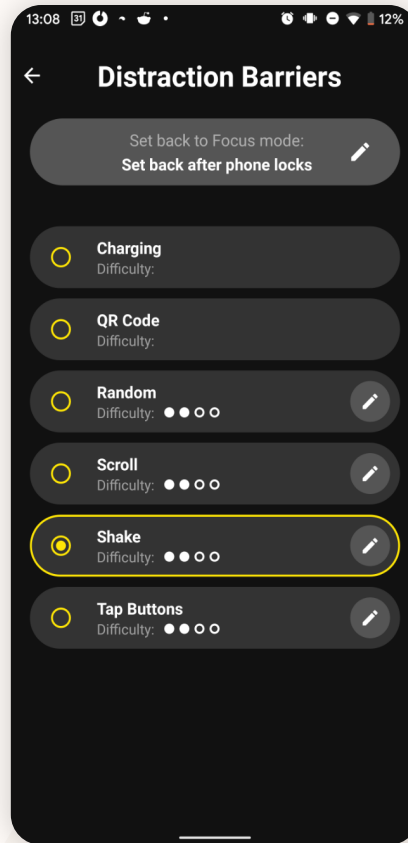 13:08 31 12%
Distraction Barriers
Set back to Focus mode:
Set back after phone locks
Charging
Difficulty:
QR Code
Difficulty:
Random
Difficulty:
Scroll
Difficulty:
Shake
Difficulty:
Tap Buttons
Difficulty: